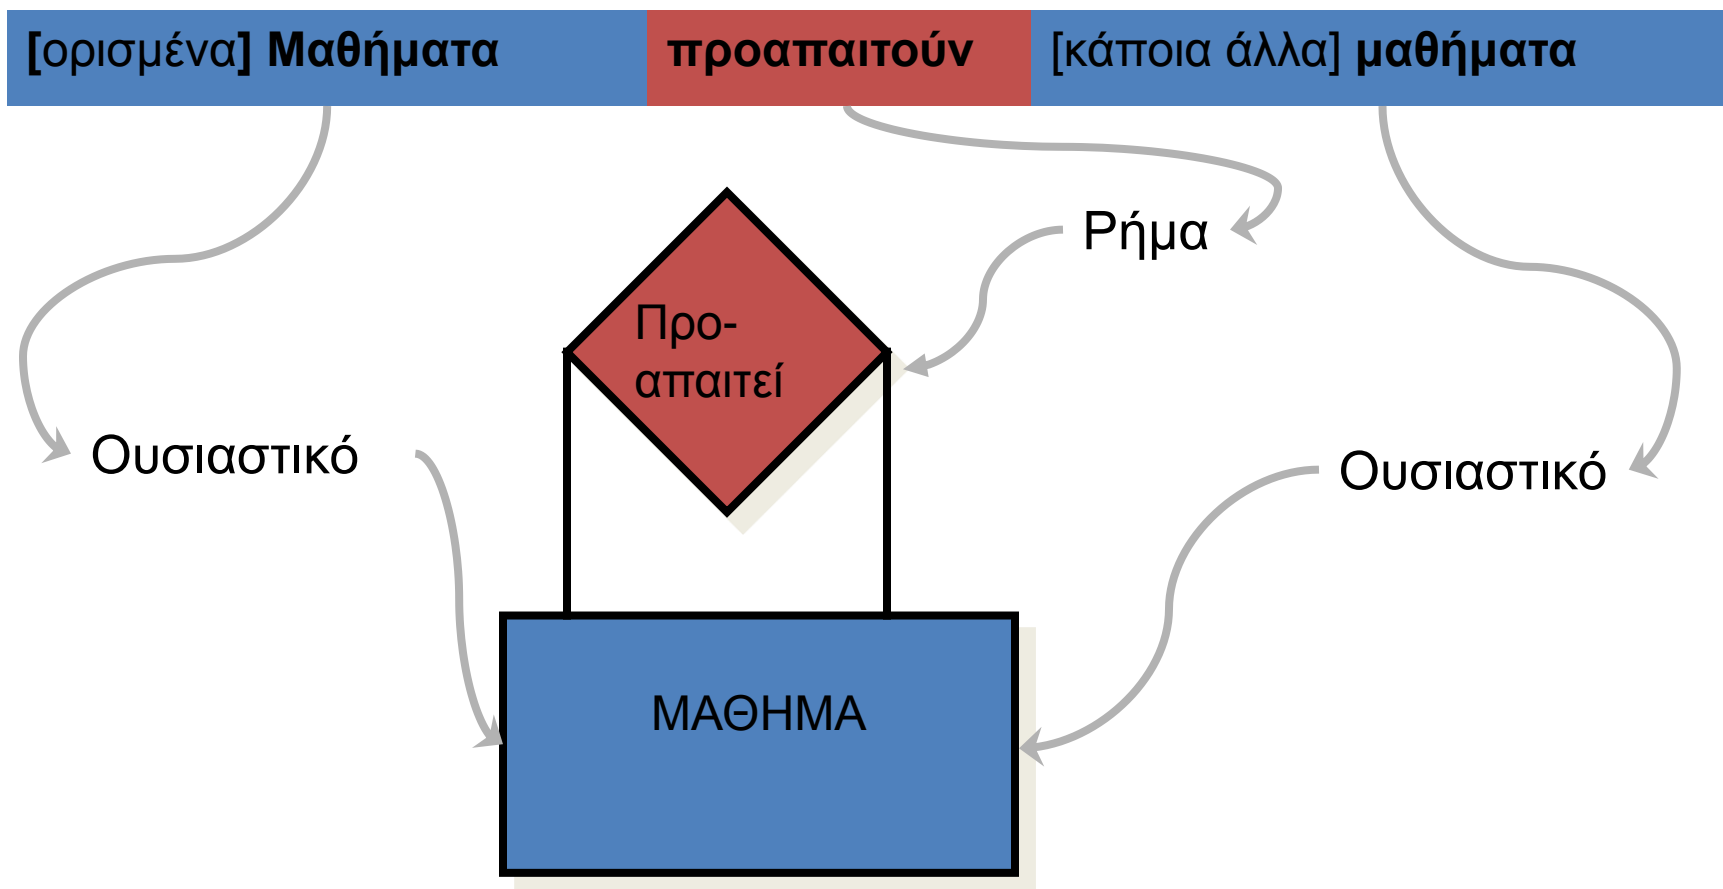 [ορισμένα] Μαθήματα προαπαιτούν [κάποια άλλα] μαθήματα
Ρήμα
Προ-
απαιτεί
Ουσιαστικό
Ουσιαστικό
ΜΑΘΗΜΑ